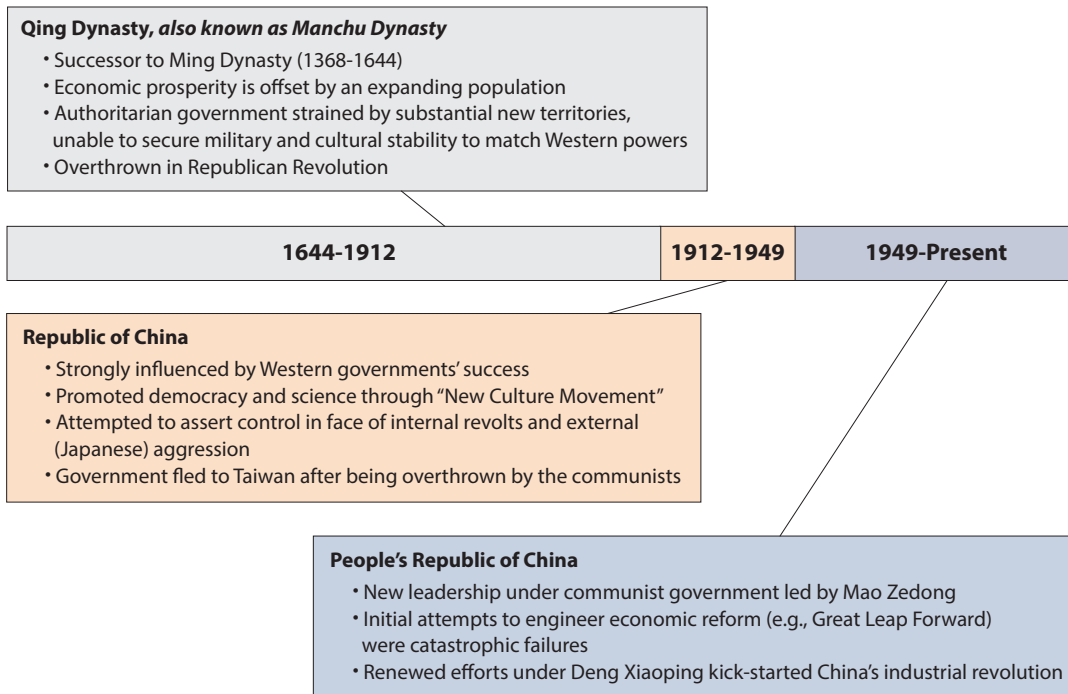 Qing Dynasty, also known as Manchu Dynasty
• Successor to Ming Dynasty (1368-1644)
• Economic prosperity is offset by an expanding population
• Authoritarian government strained by substantial new territories,
unable to secure military and cultural stability to match Western powers
• Overthrown in Republican Revolution
1644-1912
1912-1949
1949-Present
Republic of China
• Strongly influenced by Western governments’ success
• Promoted democracy and science through “New Culture Movement”
• Attempted to assert control in face of internal revolts and external
(Japanese) aggression
• Government fled to Taiwan after being overthrown by the communists
People’s Republic of China
• New leadership under communist government led by Mao Zedong
• Initial attempts to engineer economic reform (e.g., Great Leap Forward)
were catastrophic failures
• Renewed efforts under Deng Xiaoping kick-started China’s industrial revolution